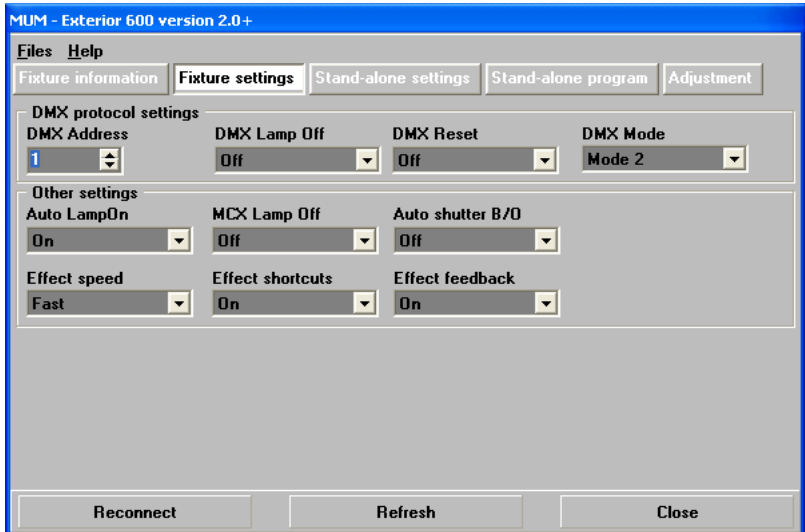 MUM - Exterior 600 version 2.0+
Files Help
Fixture information Fixture settings Stand-alone settings Stand-alone program Adjustment
DMX protocol settings
DMX Address DMX Lamp Off DMX Reset DMX Mode
1 Off Off Mode 2
Other settings
Auto LampOn MCX Lamp Off Auto shutter B/O
On Off Off
Effect speed Effect shortcuts Effect feedback
Fast On On
Reconnect Refresh Close